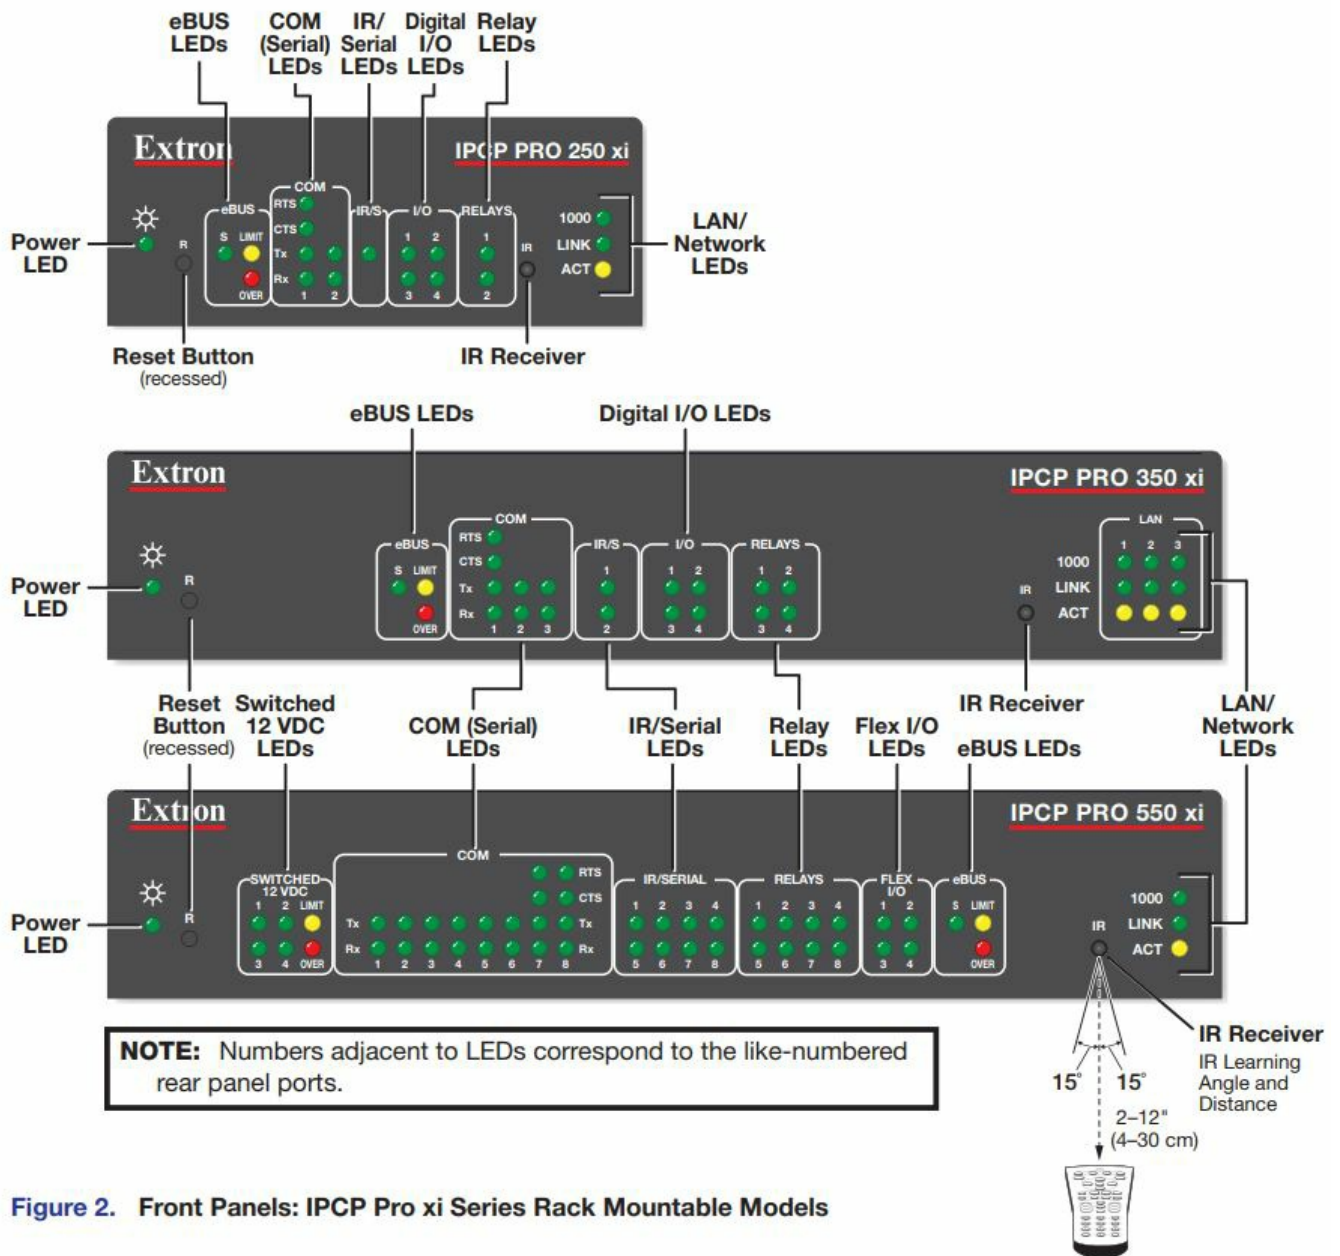 eBUS LEDs
COM (Serial) LEDs
IR/ Serial LEDs
Digital I/O LEDs
Relay LEDs
Extron
IPCP PRO 250 xi
COM
RTS
eBUS
IR/S
I/O
RELAYS
1000
CTS
S LIMIT
1 2
1
LINK
R
Tx
IR
ACT
Rx
OVER
1 2
3 4
2
Power LED
LAN/ Network LEDs
Reset Button
(recessed)
IR Receiver
eBUS LEDs
Digital I/O LEDs
Extron
IPCP PRO 350 xi
COM
LAN
RTS
eBUS
IR/S
I/O
RELAYS
1 2 3
CTS
1000
S LIMIT
1
1 2
1 2
R
Tx
IR
LINK
Rx
ACT
OVER
1 2 3
2
3 4
3 4
Power LED
Reset Button
(recessed)
Switched 12 VDC LEDs
COM (Serial) LEDs
IR/Serial LEDs
Relay LEDs
Flex I/O LEDs
IR Receiver
eBUS LEDs
LAN/ Network LEDs
Extron
IPCP PRO 550 xi
COM
RTS
SWITCHED 12 VDC
IR/SERIAL
RELAYS
FLEX I/O
eBUS
1 2 LIMIT
CTS
1 2 3 4
1 2 3 4
1 2
S LIMIT
1000
R
Tx
Tx
IR
LINK
Rx
Rx
ACT
3 4 OVER
1 2 3 4 5 6 7 8
5 6 7 8
5 6 7 8
3 4
OVER
Power LED
NOTE: Numbers adjacent to LEDs correspond to the like-numbered
rear panel ports.
IR Receiver
IR Learning
Angle and
Distance
15° 15°
2–12"
(4–30 cm)
Figure 2. Front Panels: IPCP Pro xi Series Rack Mountable Models